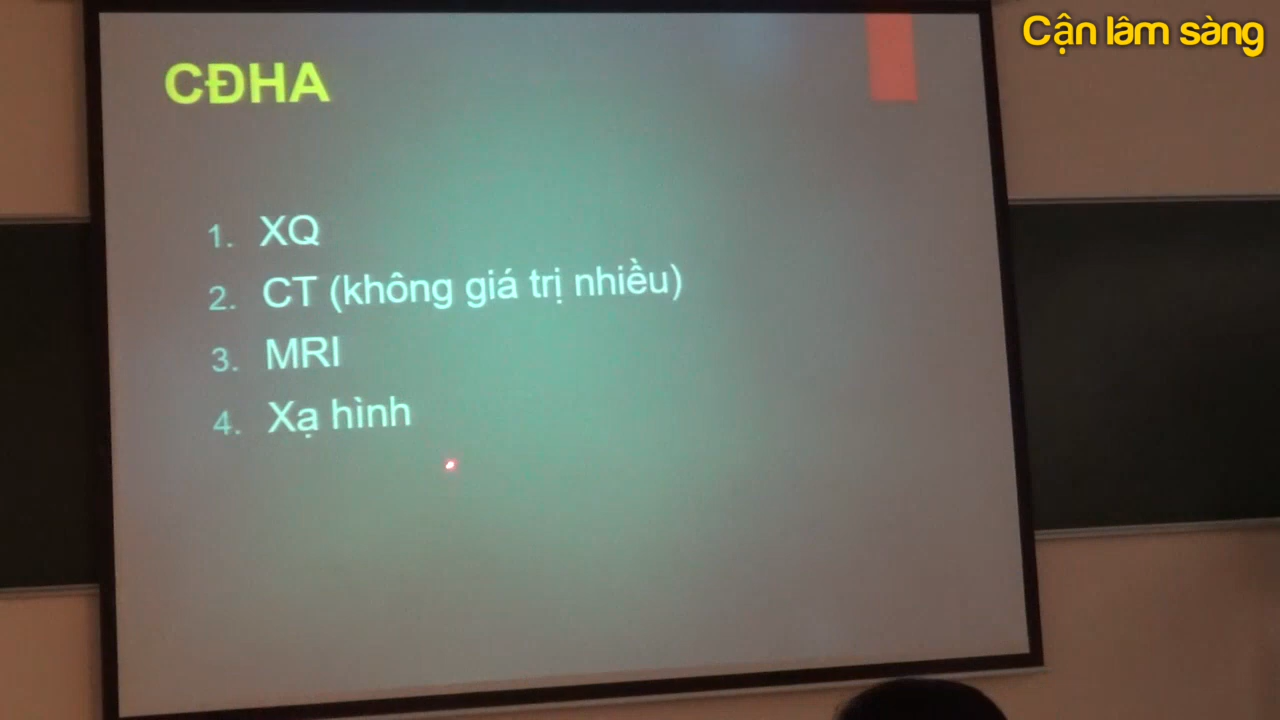 Cận lâm sàng
CĐHA
1. XQ
2. CT (không giá trị nhiều)
3. MRI
4. Xạ hình